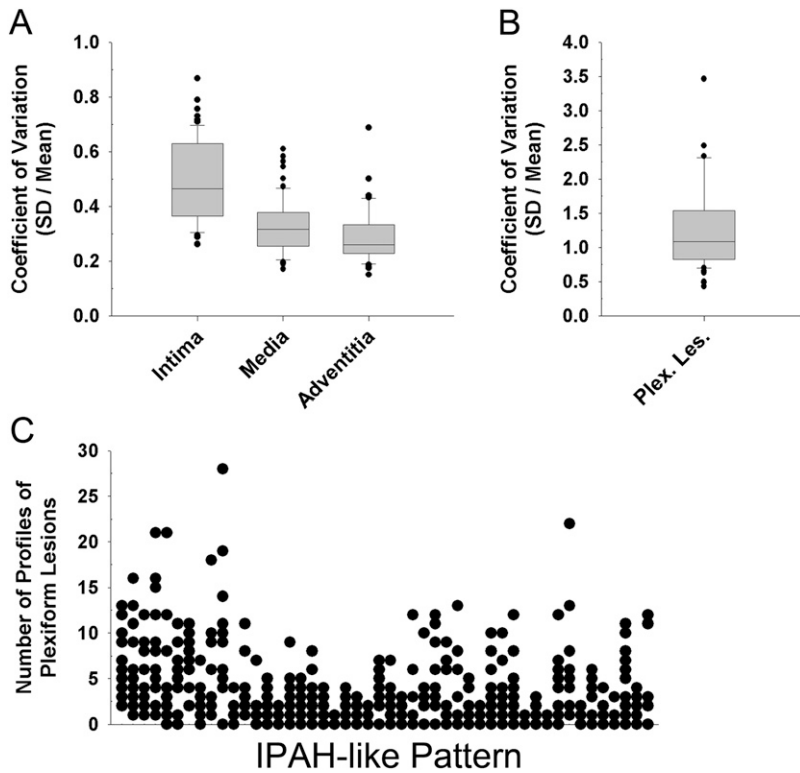 A
Coefficient of Variation
(SD / Mean)
1.0
0.8
0.6
0.4
0.2
0.0
Intima
Media
Adventitia
B
Coefficient of Variation
(SD / Mean)
4.0
3.5
3.0
2.5
2.0
1.5
1.0
0.5
0.0
Plex. Les.
C
Number of Profiles of
Plexiform Lesions
30
25
20
15
10
5
0
IPAH-like Pattern